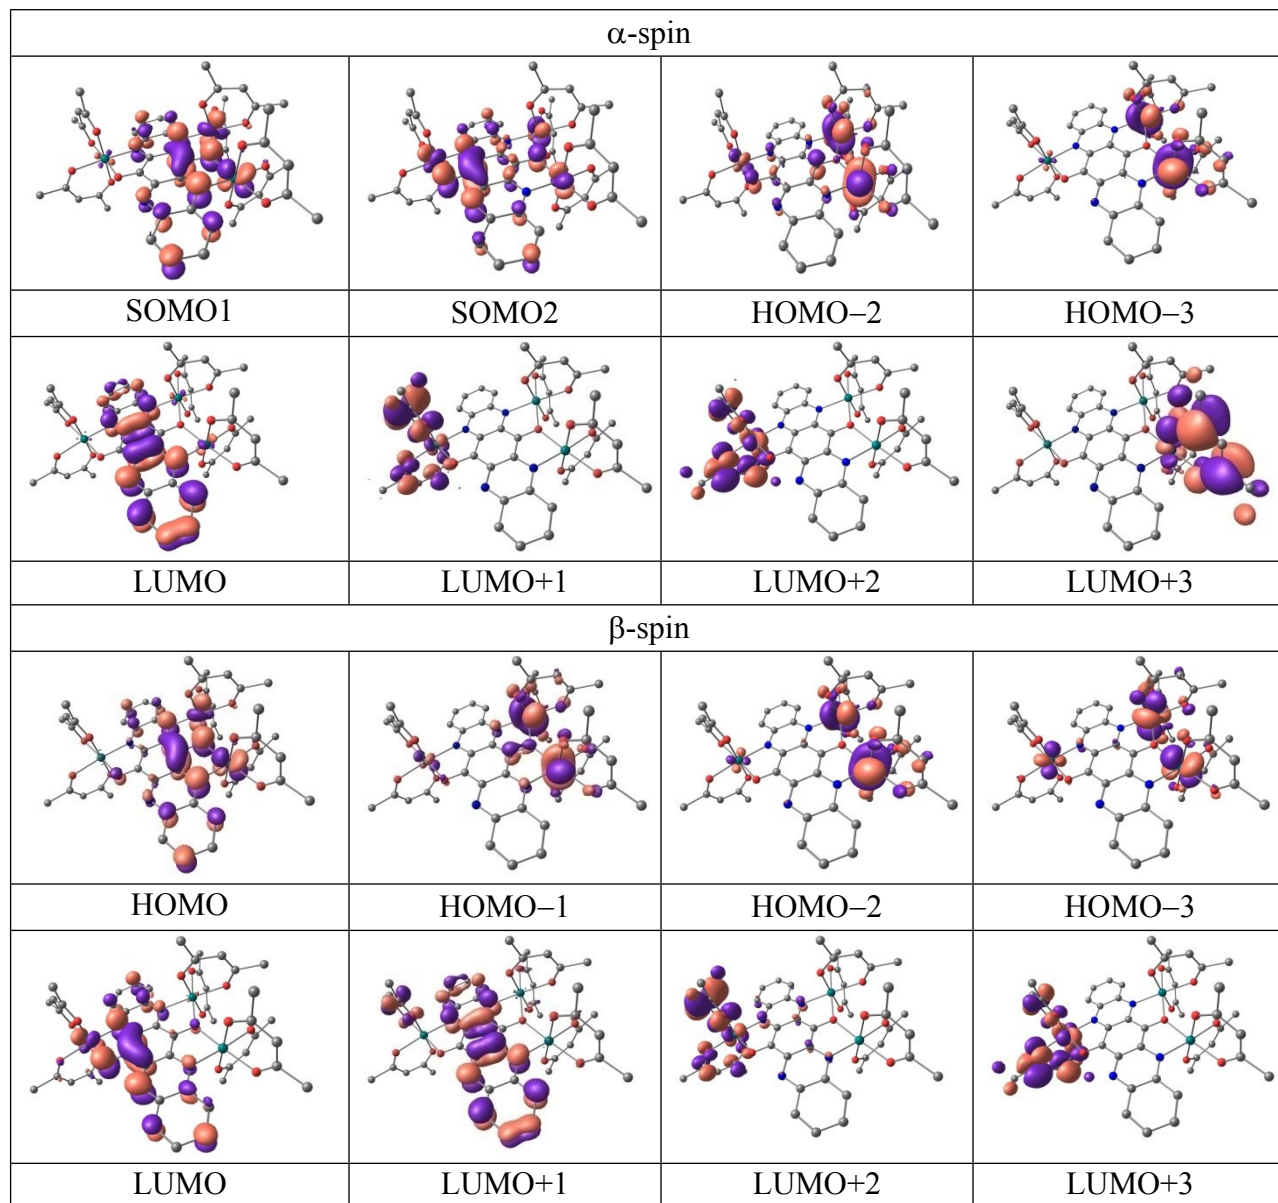 α-spin
SOMO1 SOMO2 HOMO−2 HOMO−3
LUMO LUMO+1 LUMO+2 LUMO+3
β-spin
HOMO HOMO−1 HOMO−2 HOMO−3
LUMO LUMO+1 LUMO+2 LUMO+3